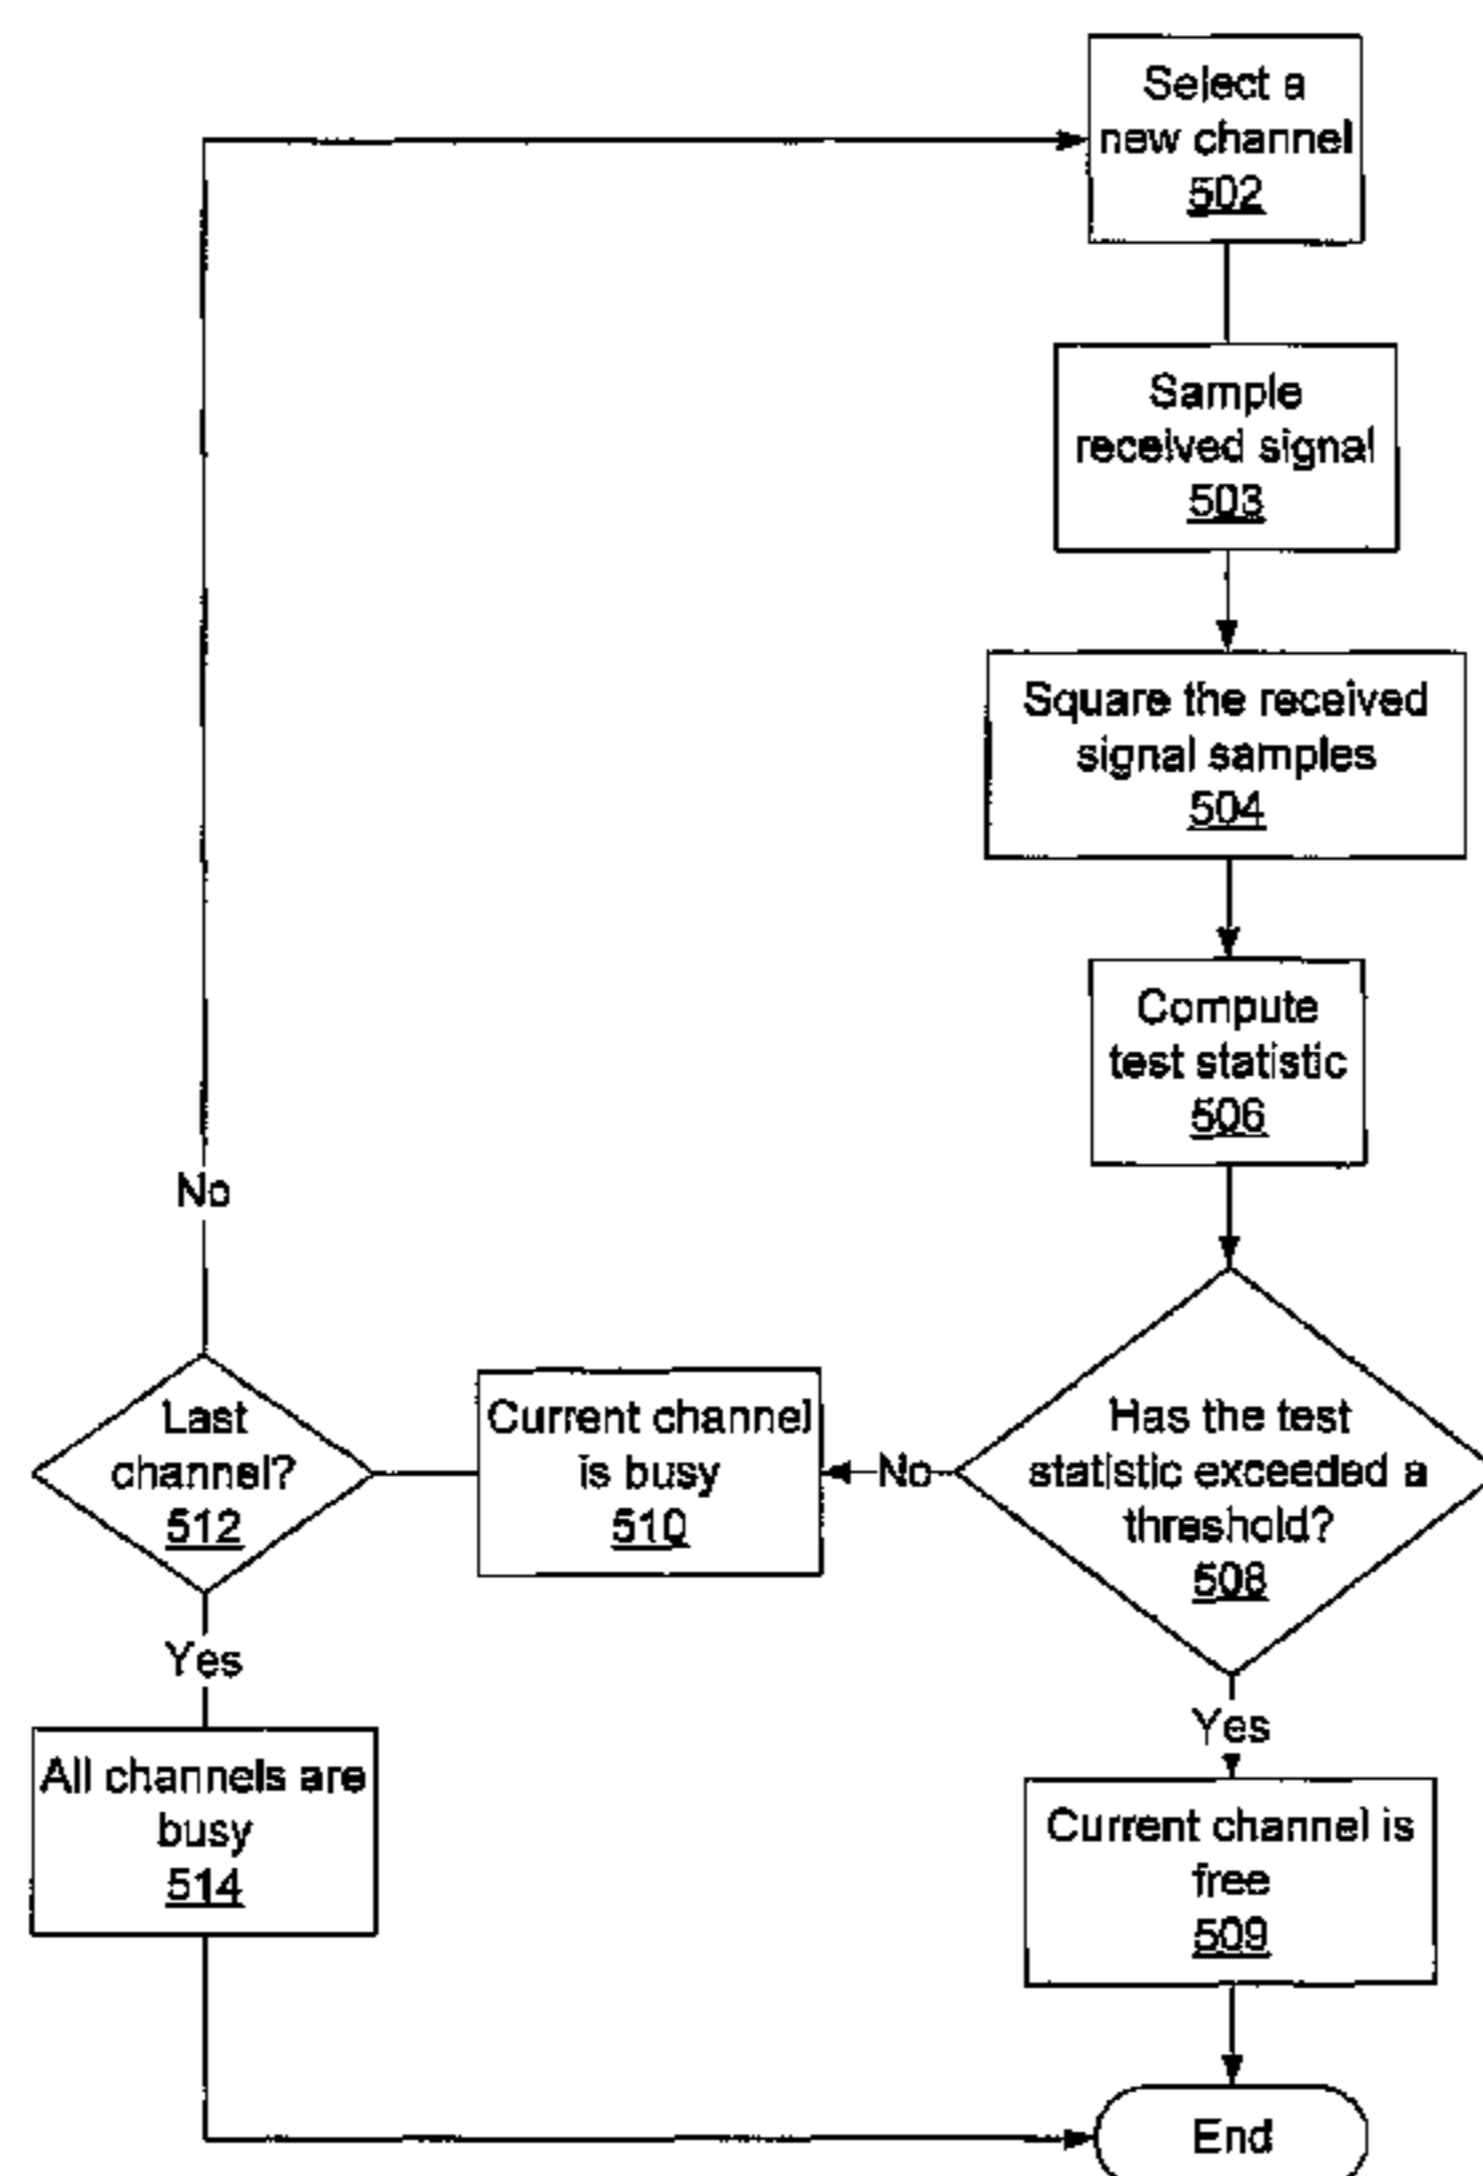 Select a
new channel
502
Sample
received signal
503
Square the received
signal samples
504
Compute
test statistic
506
No
Last
channel?
512
Current channel
is busy
510
No
Has the test
statistic exceeded a
threshold?
508
Yes
All channels are
busy
514
Yes
Current channel is
free
509
End